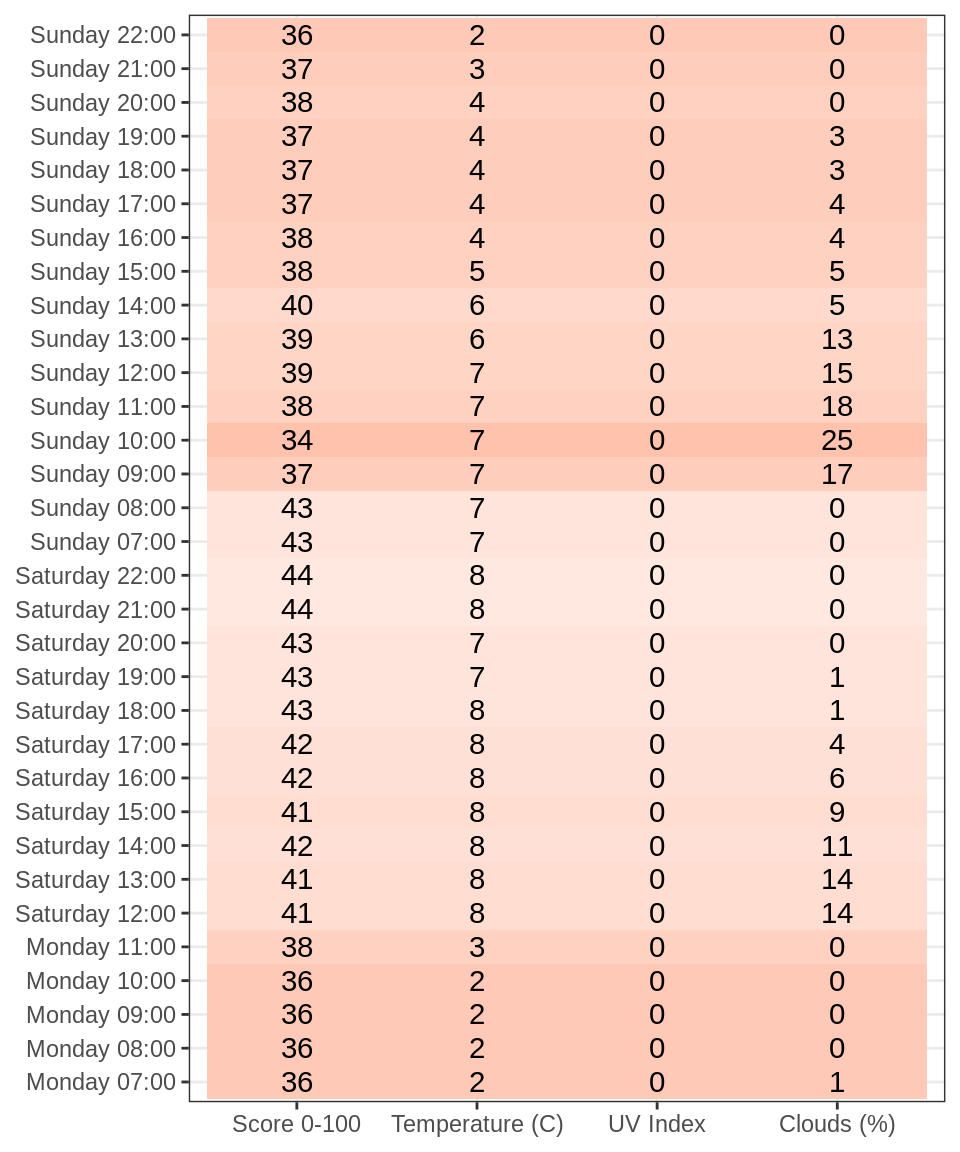 Sunday 22:00 36 2 0 0
Sunday 21:00 37 3 0 0
Sunday 20:00 38 4 0 0
Sunday 19:00 37 4 0 3
Sunday 18:00 37 4 0 3
Sunday 17:00 37 4 0 4
Sunday 16:00 38 4 0 4
Sunday 15:00 38 5 0 5
Sunday 14:00 40 6 0 5
Sunday 13:00 39 6 0 13
Sunday 12:00 39 7 0 15
Sunday 11:00 38 7 0 18
Sunday 10:00 34 7 0 25
Sunday 09:00 37 7 0 17
Sunday 08:00 43 7 0 0
Sunday 07:00 43 7 0 0
Saturday 22:00 44 8 0 0
Saturday 21:00 44 8 0 0
Saturday 20:00 43 7 0 0
Saturday 19:00 43 7 0 1
Saturday 18:00 43 8 0 1
Saturday 17:00 42 8 0 4
Saturday 16:00 42 8 0 6
Saturday 15:00 41 8 0 9
Saturday 14:00 42 8 0 11
Saturday 13:00 41 8 0 14
Saturday 12:00 41 8 0 14
Monday 11:00 38 3 0 0
Monday 10:00 36 2 0 0
Monday 09:00 36 2 0 0
Monday 08:00 36 2 0 0
Monday 07:00 36 2 0 1
Score 0-100 Temperature (C) UV Index Clouds (%)